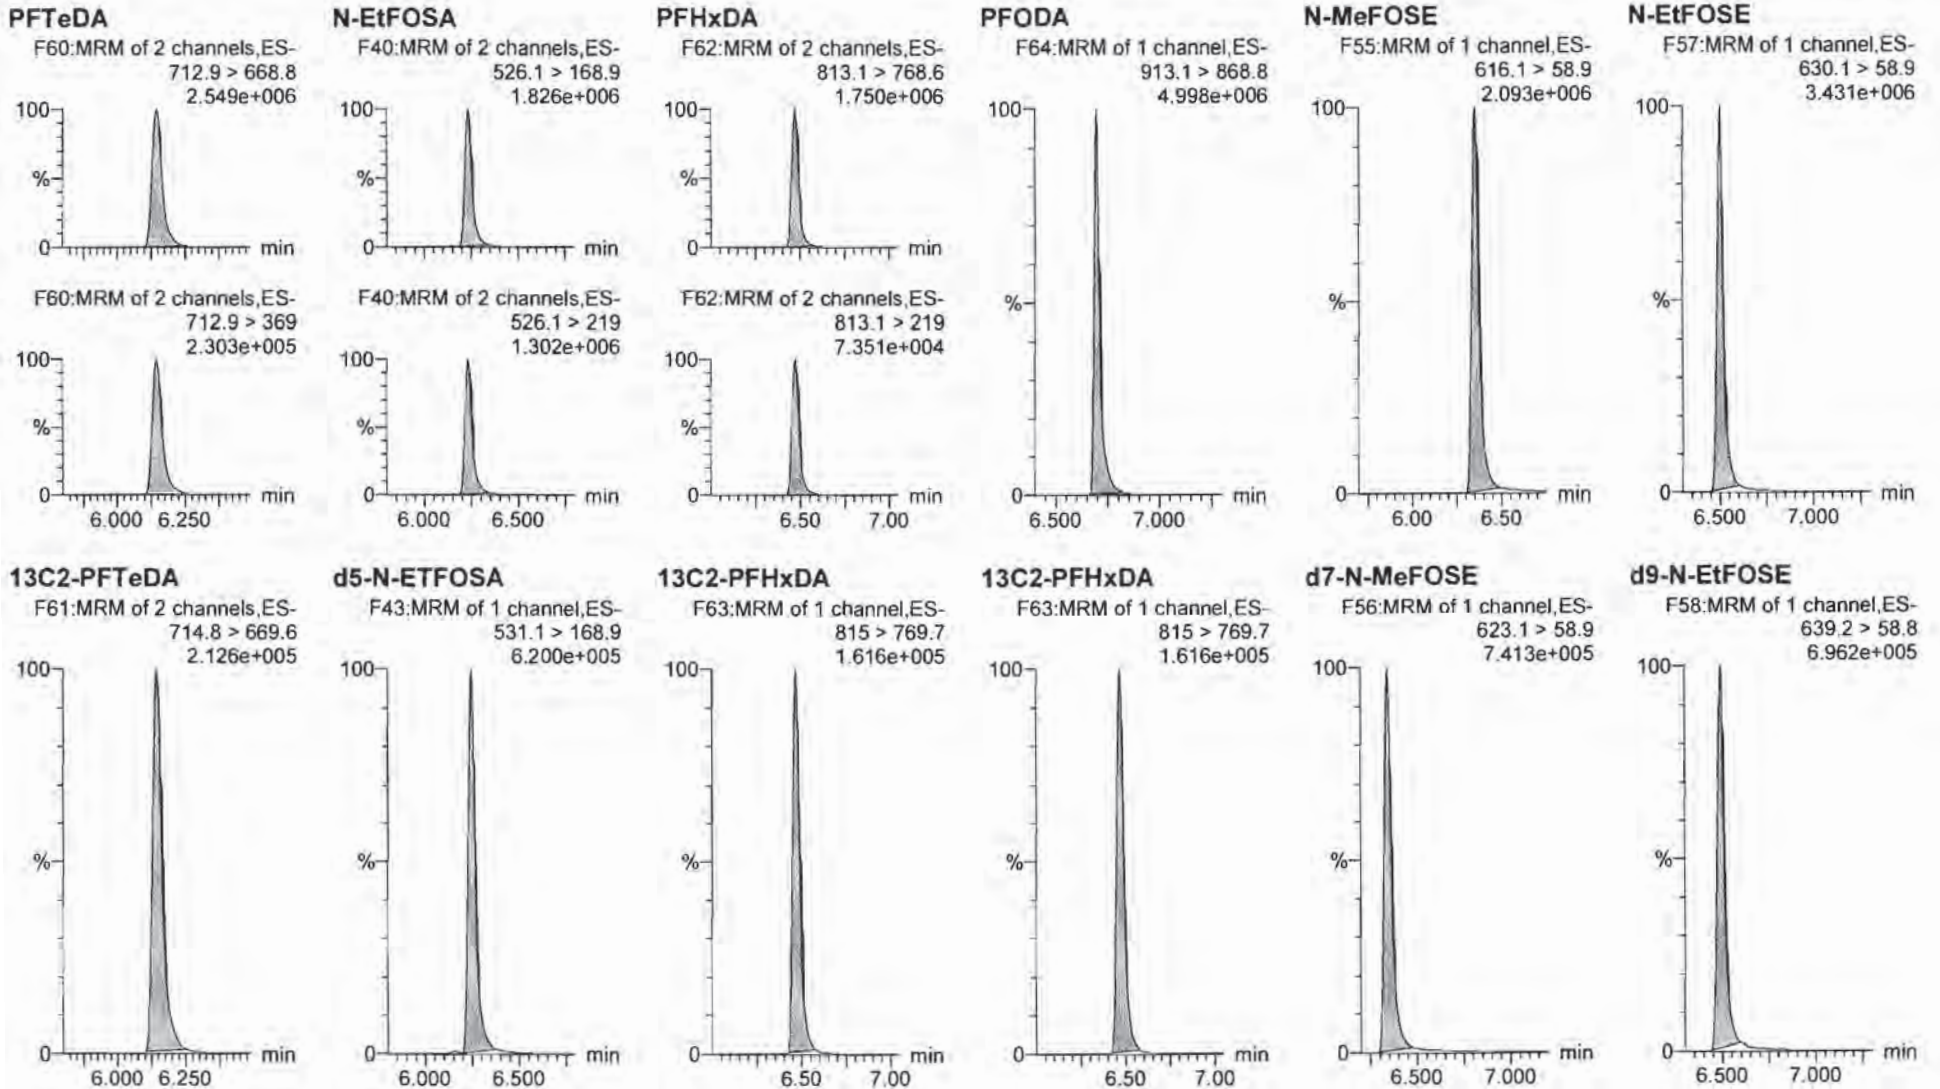 PFTeDA
F60:MRM of 2 channels,ES-
712.9 > 668.8
2.549e+006
100
%
0
min
F60:MRM of 2 channels,ES-
712.9 > 369
2.303e+005
100
%
0
min
6.000 6.250
N-EtFOSA
F40:MRM of 2 channels,ES-
526.1 > 168.9
1.826e+006
100
%
0
min
F40:MRM of 2 channels,ES-
526.1 > 219
1.302e+006
100
%
0
min
6.000 6.500
PFHxDA
F62:MRM of 2 channels,ES-
813.1 > 768.6
1.750e+006
100
%
0
min
F62:MRM of 2 channels,ES-
813.1 > 219
7.351e+004
100
%
0
min
6.50 7.00
PFODA
F64:MRM of 1 channel,ES-
913.1 > 868.8
4.998e+006
100
%
0
min
6.500 7.000
N-MeFOSE
F55:MRM of 1 channel,ES-
616.1 > 58.9
2.093e+006
100
%
0
min
6.00 6.50
N-EtFOSE
F57:MRM of 1 channel,ES-
630.1 > 58.9
3.431e+006
100
%
0
min
6.500 7.000
13C2-PFTeDA
F61:MRM of 2 channels,ES-
714.8 > 669.6
2.126e+005
100
%
0
min
6.000 6.250
d5-N-ETFOSA
F43:MRM of 1 channel,ES-
531.1 > 168.9
6.200e+005
100
%
0
min
6.000 6.500
13C2-PFHxDA
F63:MRM of 1 channel,ES-
815 > 769.7
1.616e+005
100
%
0
min
6.50 7.00
13C2-PFHxDA
F63:MRM of 1 channel,ES-
815 > 769.7
1.616e+005
100
%
0
min
6.50 7.00
d7-N-MeFOSE
F56:MRM of 1 channel,ES-
623.1 > 58.9
7.413e+005
100
%
0
min
6.500 7.000
d9-N-EtFOSE
F58:MRM of 1 channel,ES-
639.2 > 58.8
6.962e+005
100
%
0
min
6.500 7.000